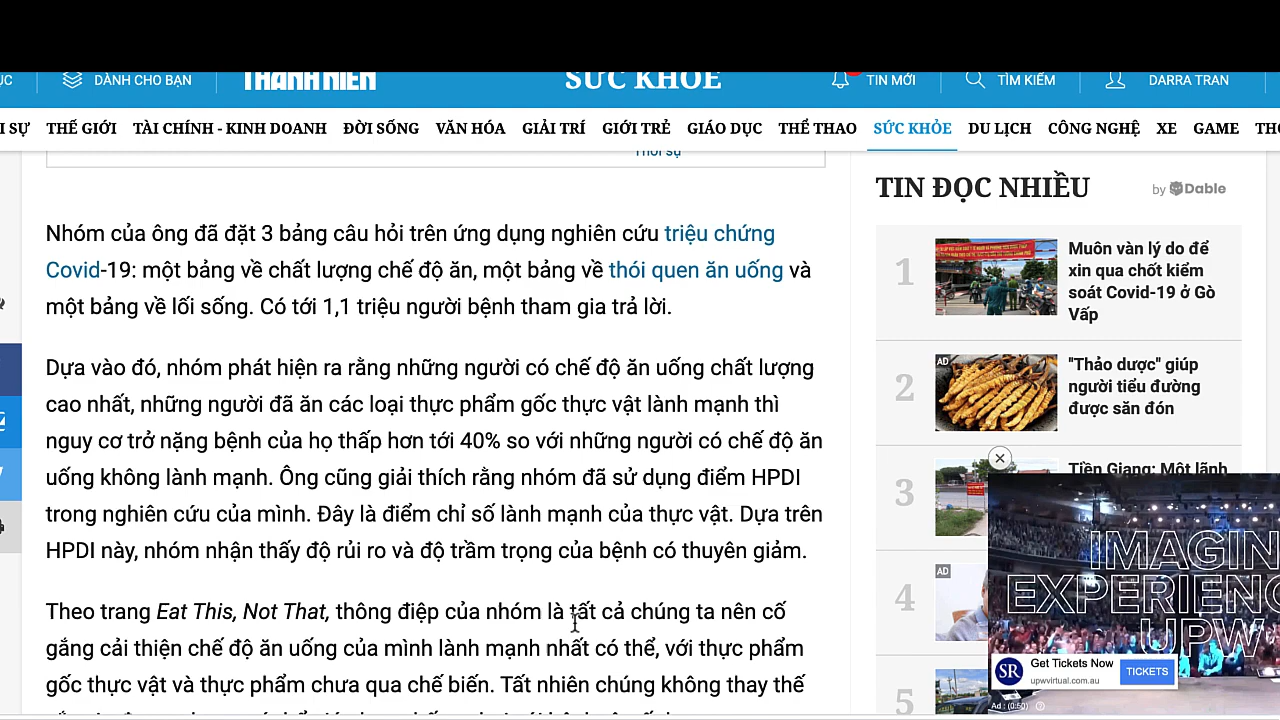 ỤC
DÀNH CHO BẠN
THANH NIÊN
SỨC KHỎE
TIN MỚI
TÌM KIẾM
DARRA TRAN
I SỰ THẾ GIỚI TÀI CHÍNH - KINH DOANH ĐỜI SỐNG VĂN HÓA GIẢI TRÍ GIỚI TRẺ GIÁO DỤC THỂ THAO SỨC KHỎE DU LỊCH CÔNG NGHỆ XE GAME
Thời sự
Nhóm của ông đã đặt 3 bảng câu hỏi trên ứng dụng nghiên cứu triệu chứng
Covid-19: một bảng về chất lượng chế độ ăn, một bảng về thói quen ăn uống và
một bảng về lối sống. Có tới 1,1 triệu người bệnh tham gia trả lời.
Dựa vào đó, nhóm phát hiện ra rằng những người có chế độ ăn uống chất lượng
cao nhất, những người đã ăn các loại thực phẩm gốc thực vật lành mạnh thì
nguy cơ trở nặng bệnh của họ thấp hơn tới 40% so với những người có chế độ ăn
uống không lành mạnh. Ông cũng giải thích rằng nhóm đã sử dụng điểm HPDI
trong nghiên cứu của mình. Đây là điểm chỉ số lành mạnh của thực vật. Dựa trên
HPDI này, nhóm nhận thấy độ rủi ro và độ trầm trọng của bệnh có thuyên giảm.
Theo trang Eat This, Not That, thông điệp của nhóm là tất cả chúng ta nên cố
gắng cải thiện chế độ ăn uống của mình lành mạnh nhất có thể, với thực phẩm
gốc thực vật và thực phẩm chưa qua chế biến. Tất nhiên chúng không thay thế
TIN ĐỌC NHIỀU
by Dable
1
Muôn vàn lý do để
xin qua chốt kiểm
soát Covid-19 ở Gò
Vấp
2
AD
"Thảo dược" giúp
người tiểu đường
được săn đón
3
Tiền Giang: Một lãnh
4
AD
5
IMAGIN
EXPERIENC
UPW
SR
Get Tickets Now
upwvirtual.com.au
TICKETS
Ad : (0:50)